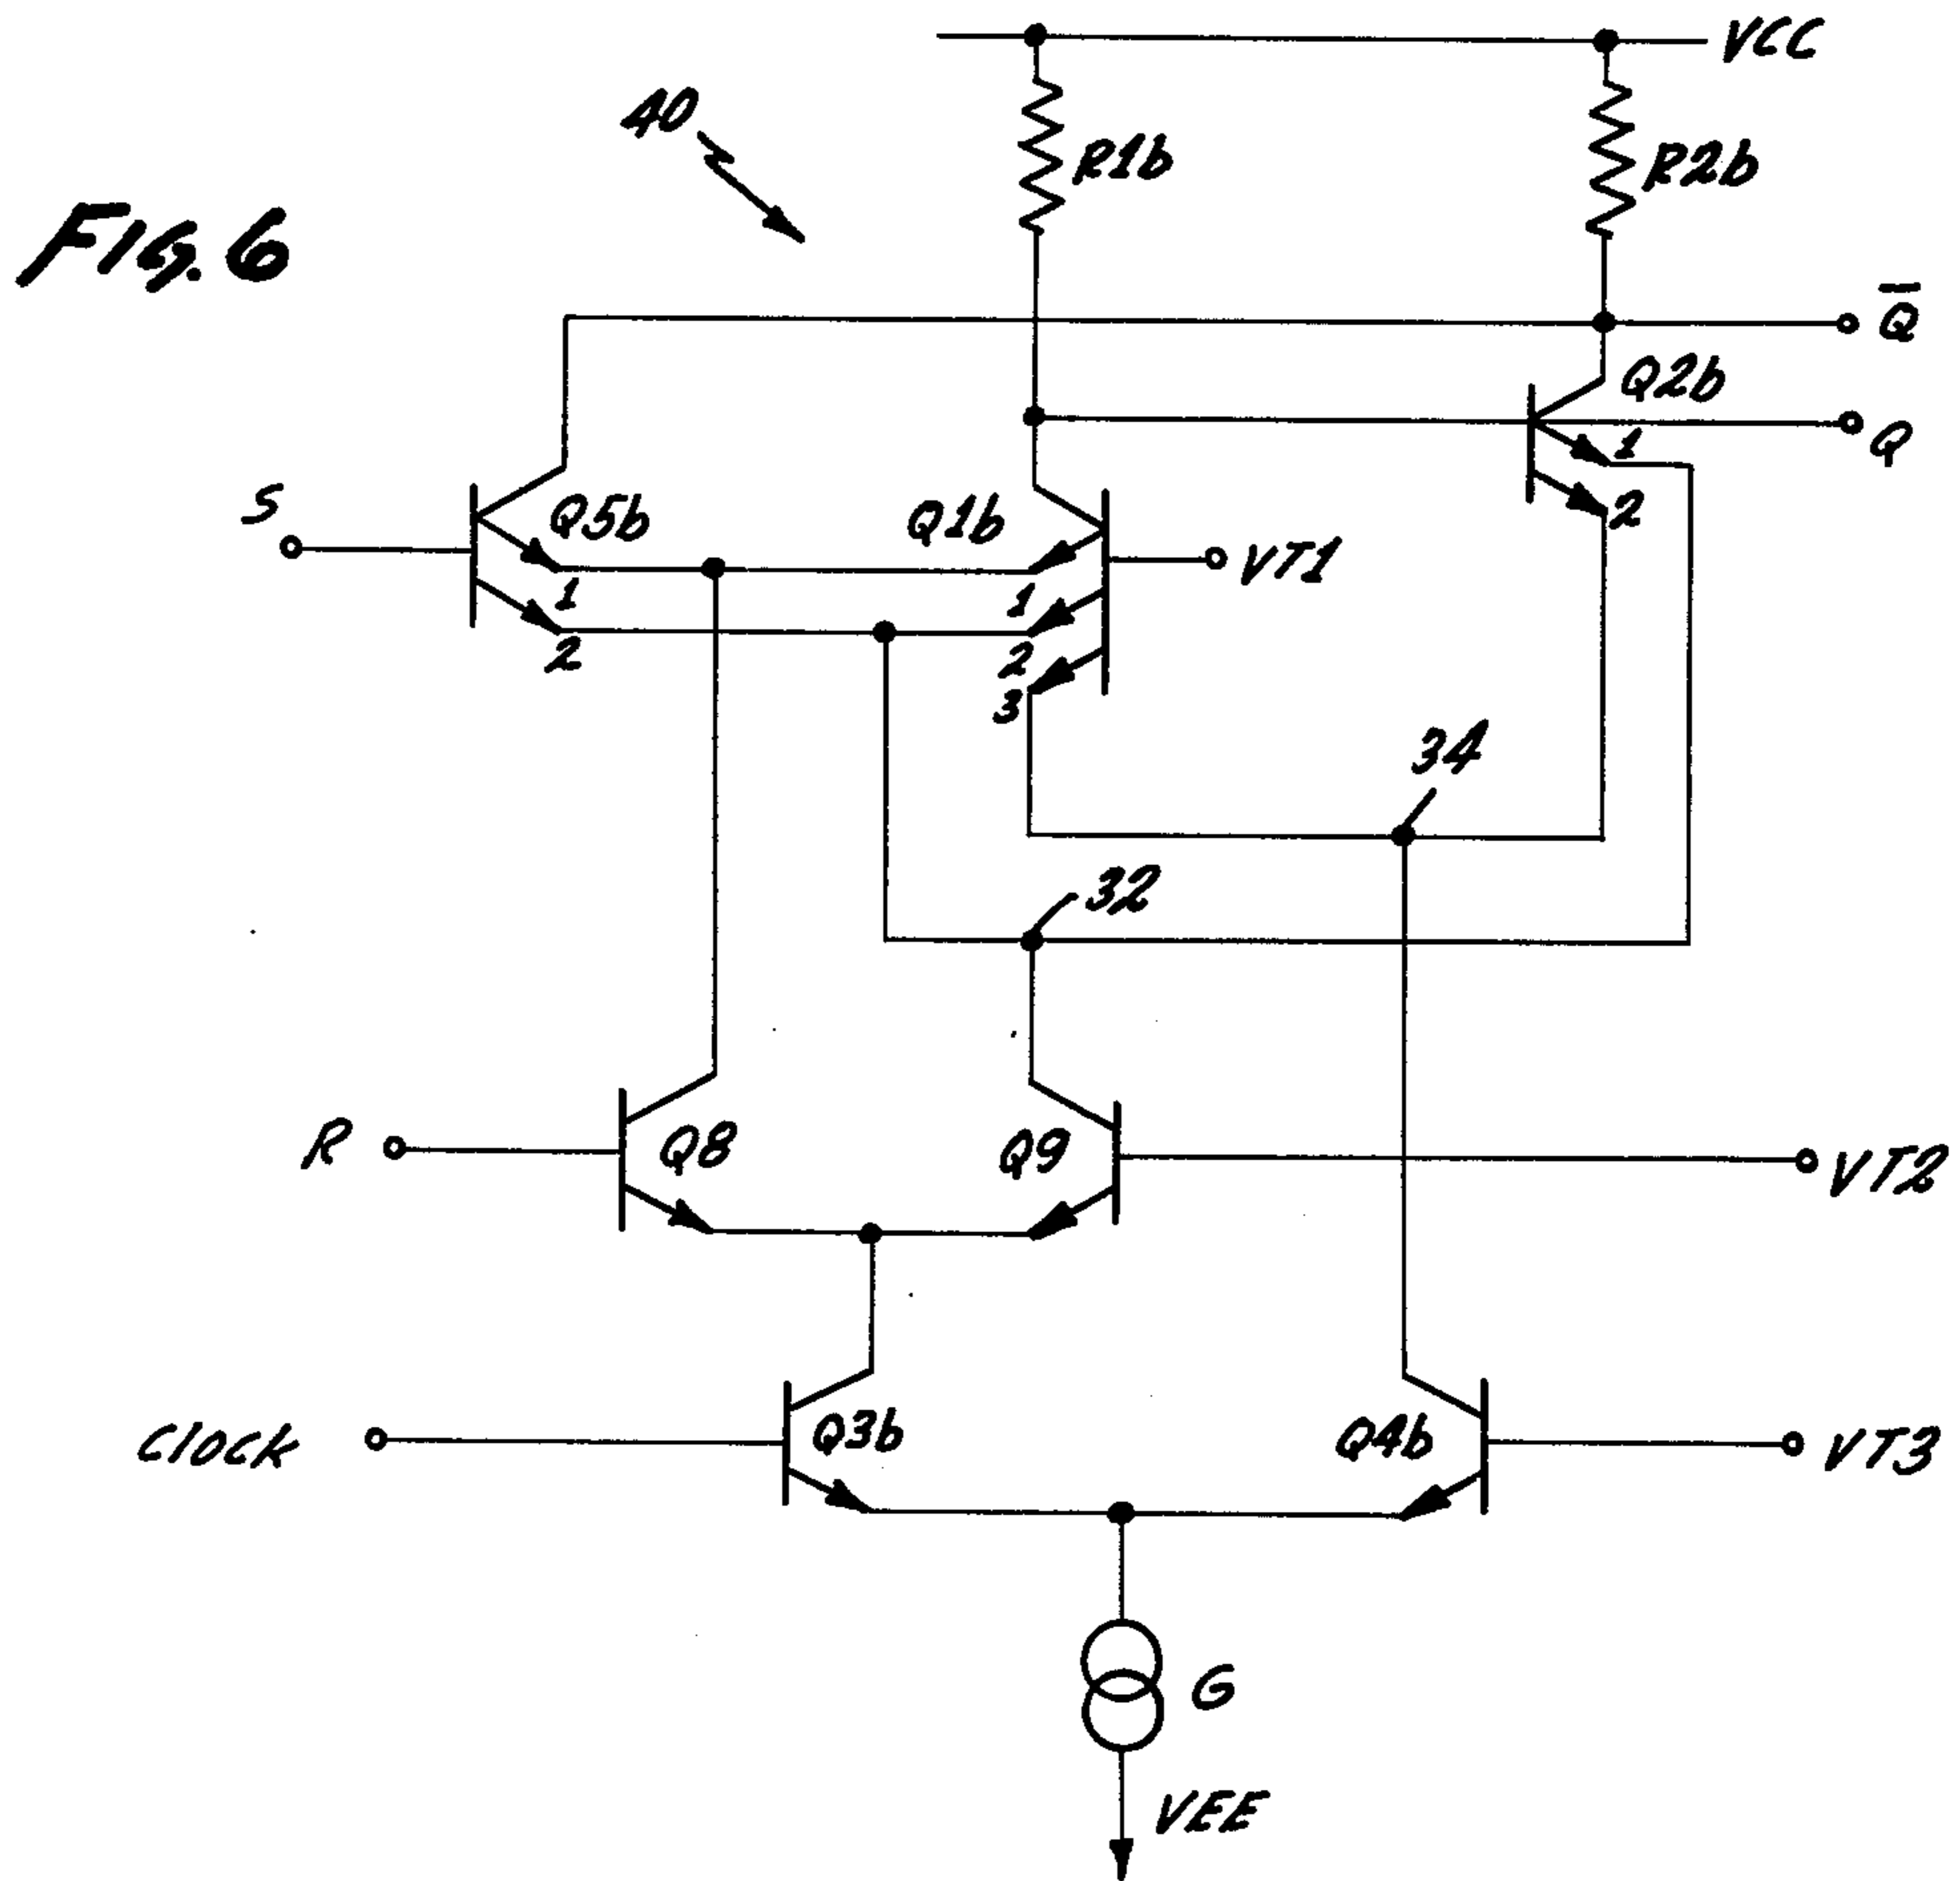 VCC
40
R1b
R2b
FIG. 6
Q̅
Q2b
1
Q
S
Q5b
Q1b
VT1
2
1
1
2
2
3
34
32
R
Q8
Q9
VT2
Clock
Q3b
Q4b
VT3
G
VEE